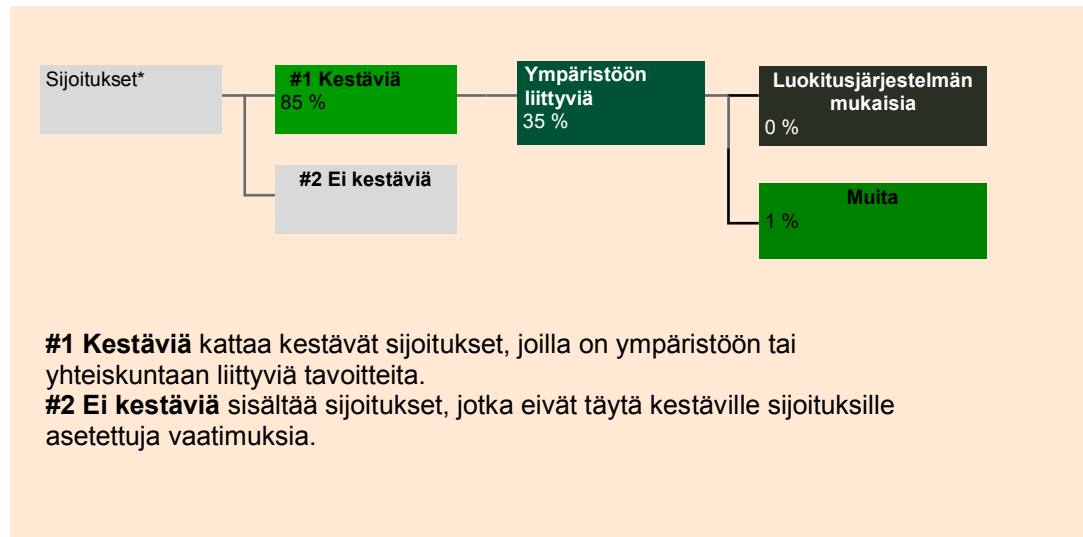 Sijoitukset*
#1 Kestäviä
85 %
Ympäristöön
liittyviä
35 %
Luokitusjärjestelmän
mukaisia
0 %
#2 Ei kestäviä
Muita
1 %
#1 Kestäviä kattaa kestävät sijoitukset, joilla on ympäristöön tai
yhteiskuntaan liittyviä tavoitteita.
#2 Ei kestäviä sisältää sijoitukset, jotka eivät täytä kestäville sijoituksille
asetettuja vaatimuksia.